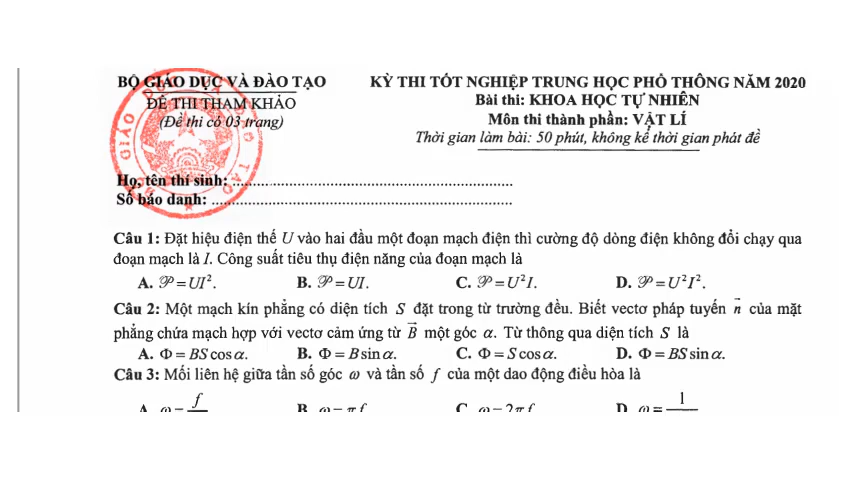 BỘ GIÁO DỤC VÀ ĐÀO TẠO
ĐỀ THI THAM KHẢO
(Đề thi có 03 trang)
KỲ THI TỐT NGHIỆP TRUNG HỌC PHỔ THÔNG NĂM 2020
Bài thi: KHOA HỌC TỰ NHIÊN
Môn thi thành phần: VẬT LÍ
Thời gian làm bài: 50 phút, không kể thời gian phát đề
Họ, tên thí sinh: ................................................................
Số báo danh: ....................................................................
Câu 1: Đặt hiệu điện thế U vào hai đầu một đoạn mạch điện thì cường độ dòng điện không đổi chạy qua
đoạn mạch là I. Công suất tiêu thụ điện năng của đoạn mạch là
A. 𝒫 = UI². B. 𝒫 = UI. C. 𝒫 = U²I. D. 𝒫 = U²I².
Câu 2: Một mạch kín phẳng có diện tích S đặt trong từ trường đều. Biết vectơ pháp tuyến n⃗ của mặt
phẳng chứa mạch hợp với vectơ cảm ứng từ B⃗ một góc α. Từ thông qua diện tích S là
A. Φ = BS cos α. B. Φ = B sin α. C. Φ = S cos α. D. Φ = BS sin α.
Câu 3: Mối liên hệ giữa tần số góc ω và tần số f của một dao động điều hòa là
A. ω = f B. ω = π f C. ω = 2π f D. ω = 1